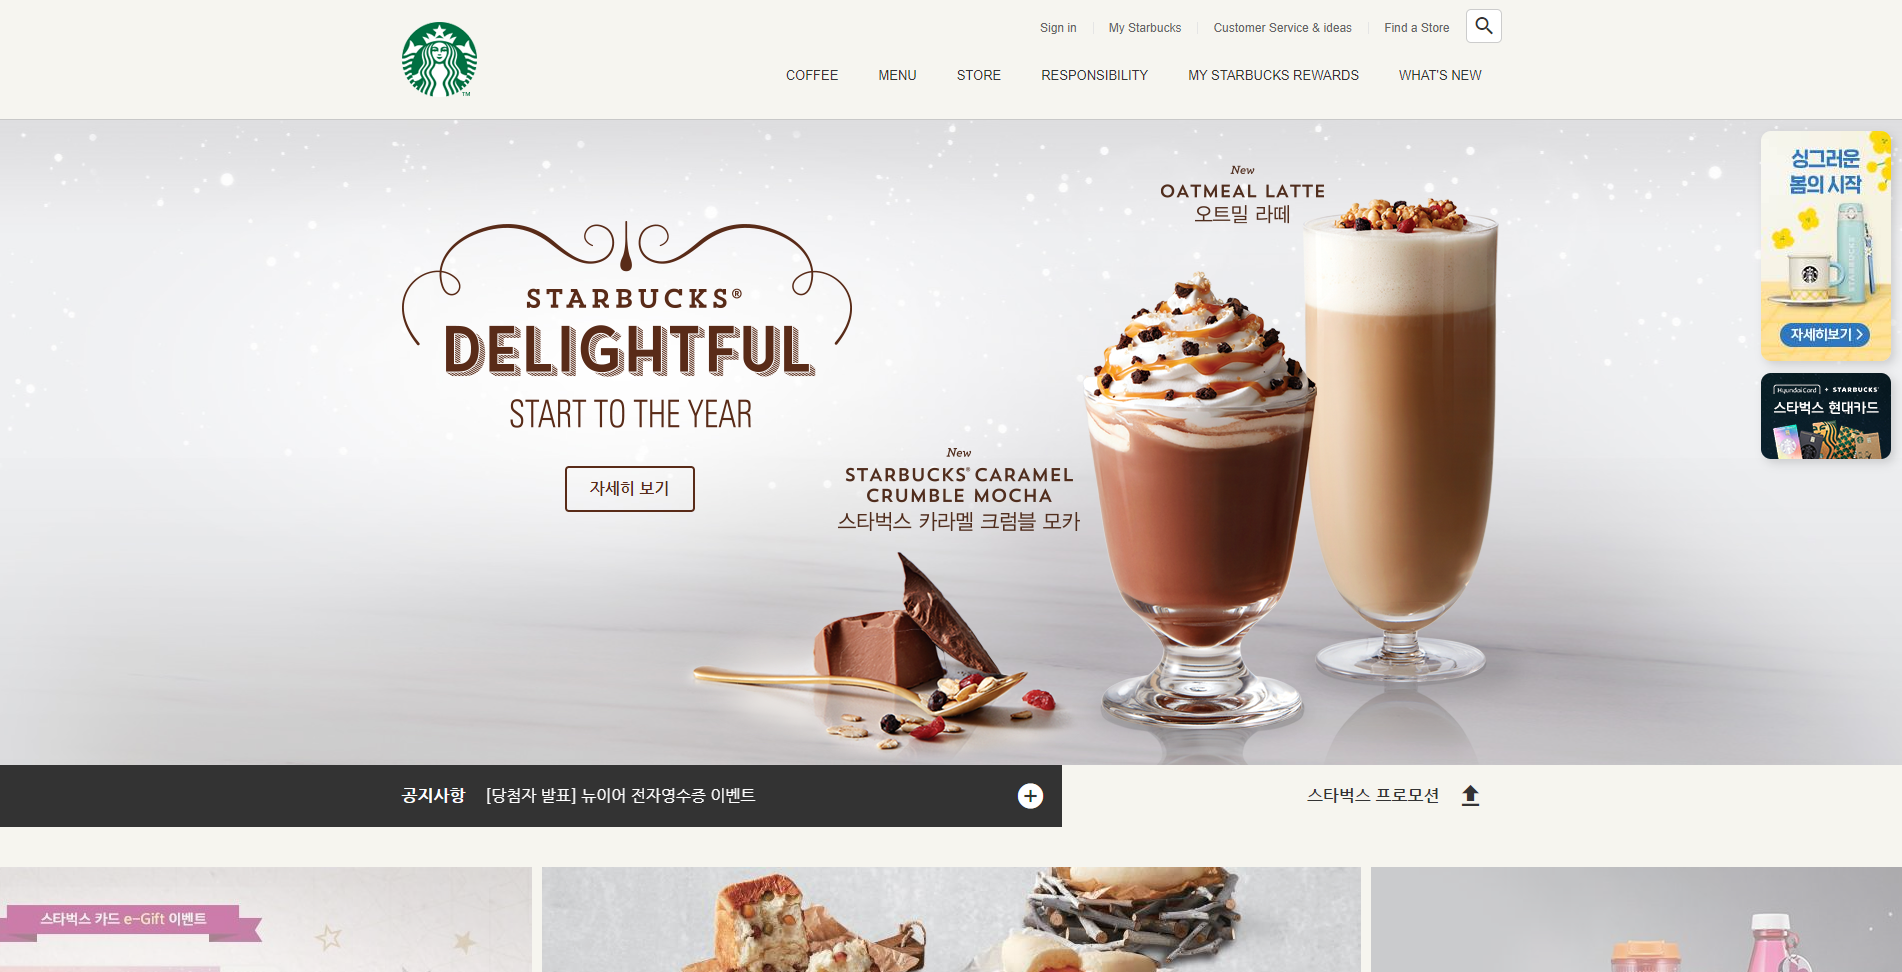 Sign in
My Starbucks
Customer Service & ideas
Find a Store
COFFEE
MENU
STORE
RESPONSIBILITY
MY STARBUCKS REWARDS
WHAT'S NEW
TM
STARBUCKS®
DELIGHTFUL
START TO THE YEAR
자세히 보기
New
OATMEAL LATTE
오트밀 라떼
New
STARBUCKS® CARAMEL
CRUMBLE MOCHA
스타벅스 카라멜 크럼블 모카
싱그러운
봄의 시작
STARBUCKS
자세히보기 >
HyundaiCard + STARBUCKS
스타벅스 현대카드
공지사항 [당첨자 발표] 뉴이어 전자영수증 이벤트
스타벅스 프로모션
스타벅스 카드 e-Gift 이벤트